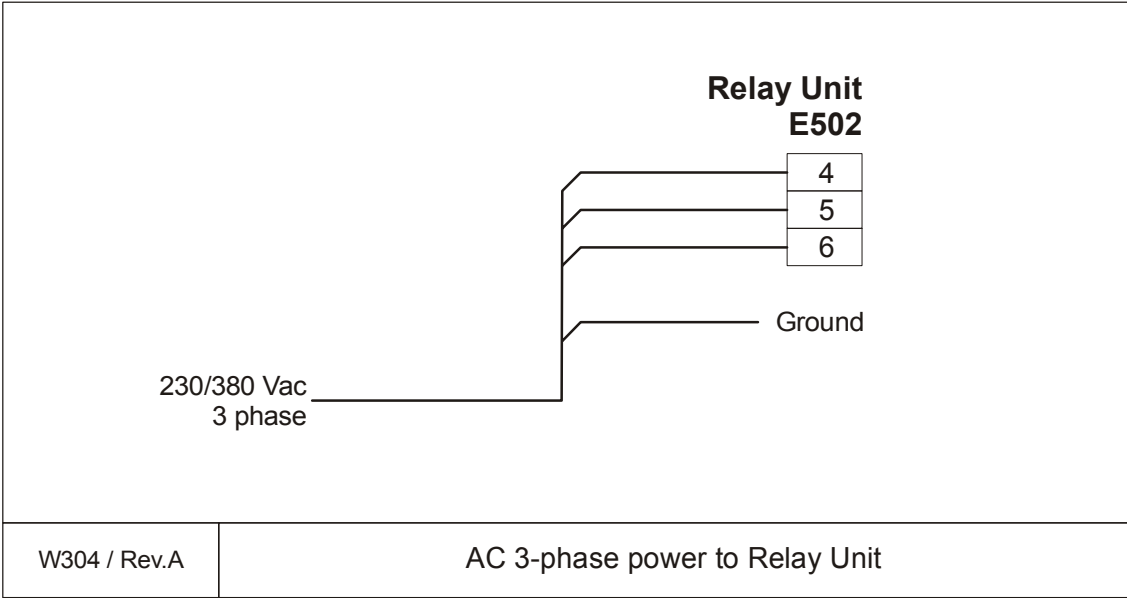 Relay Unit
E502
4
5
6
Ground
230/380 Vac
3 phase
W304 / Rev.A
AC 3-phase power to Relay Unit